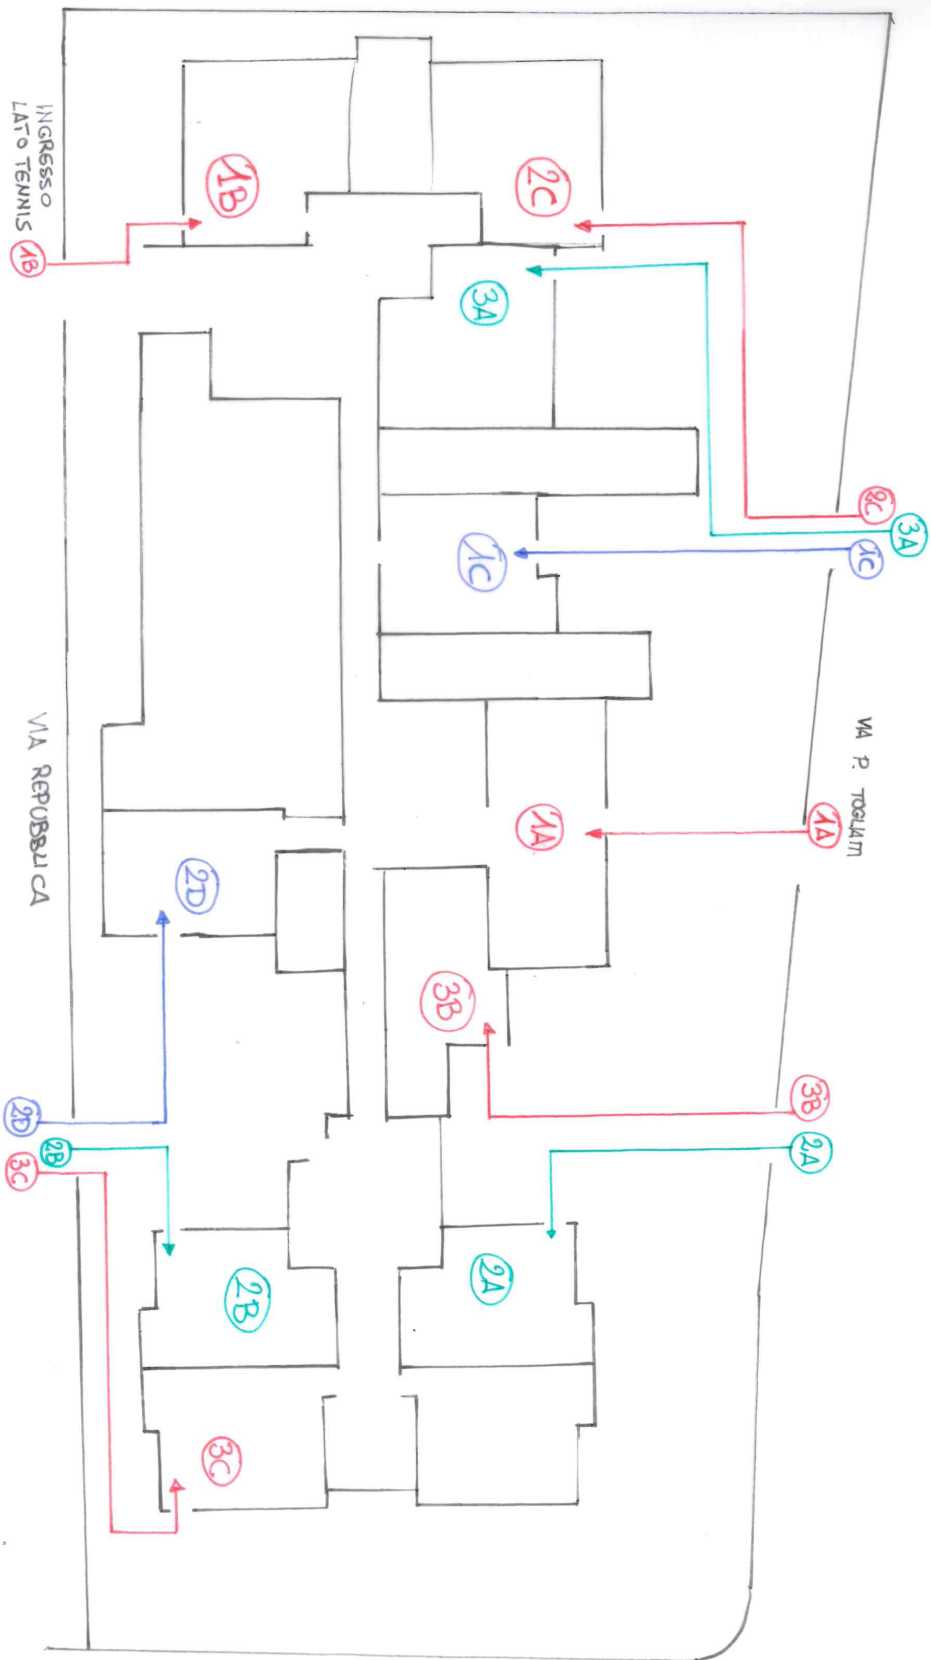 INGRESSO
LATO TENNIS
1B
1B
2C
3A
2C
3A
1C
1C
VIA P. TOGLIATTI
1A
1A
VIA REPUBBLICA
2D
3B
3B
2A
2D
2B
3C
2B
2A
3C